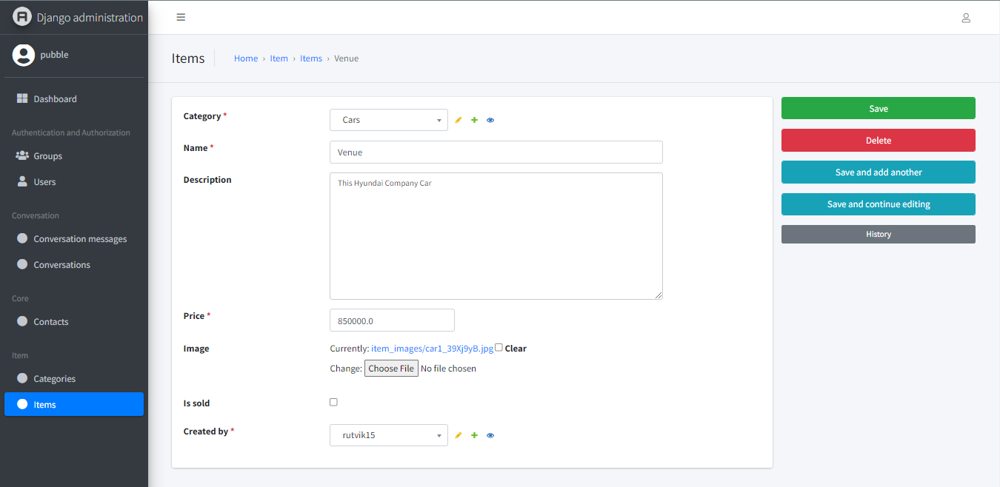 Django administration
pubble
Dashboard
Authentication and Authorization
Groups
Users
Conversation
Conversation messages
Conversations
Core
Contacts
Item
Categories
Items
Items
Home › Item › Items › Venue
Category *
Cars
Name *
Venue
Description
This Hyundai Company Car
Price *
850000.0
Image
Currently: item_images/car1_39Xj9yB.jpg Clear
Change: Choose File No file chosen
Is sold
Created by *
rutvik15
Save
Delete
Save and add another
Save and continue editing
History